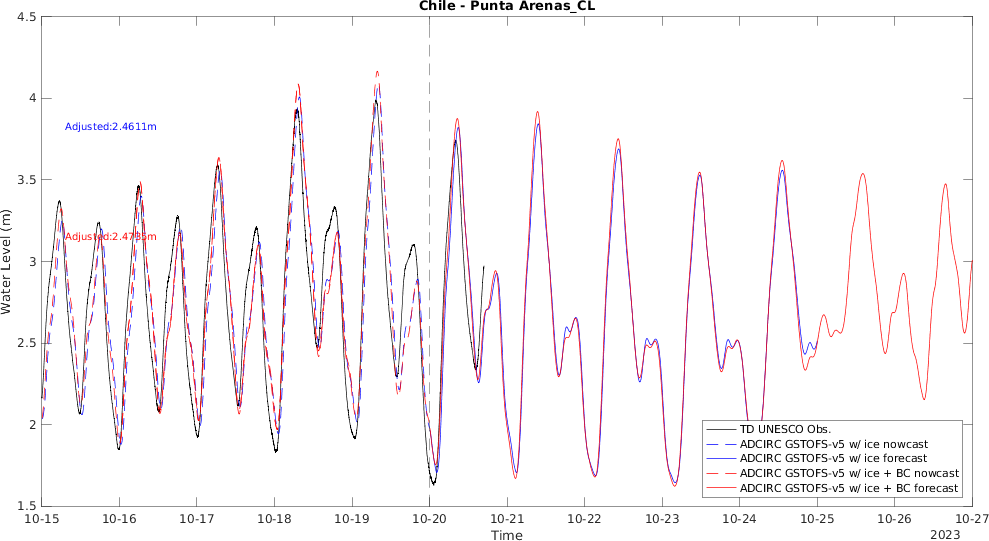 Chile - Punta Arenas_CL
4.5
4
3.5
3
2.5
2
1.5
Water Level (m)
Adjusted:2.4611m
TD UNESCO Obs.
ADCIRC GSTOFS-v5 w/ ice nowcast
ADCIRC GSTOFS-v5 w/ ice forecast
ADCIRC GSTOFS-v5 w/ ice + BC nowcast
ADCIRC GSTOFS-v5 w/ ice + BC forecast
10-15
10-16
10-17
10-18
10-19
10-20
10-21
10-22
10-23
10-24
10-25
10-26
10-27
Time
2023